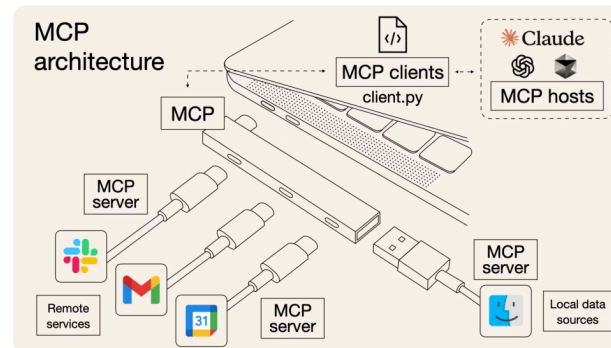 MCP
architecture
</>
MCP clients
client.py
Claude
MCP hosts
MCP
MCP
server
31
MCP
server
MCP
server
Remote
services
Local data
sources